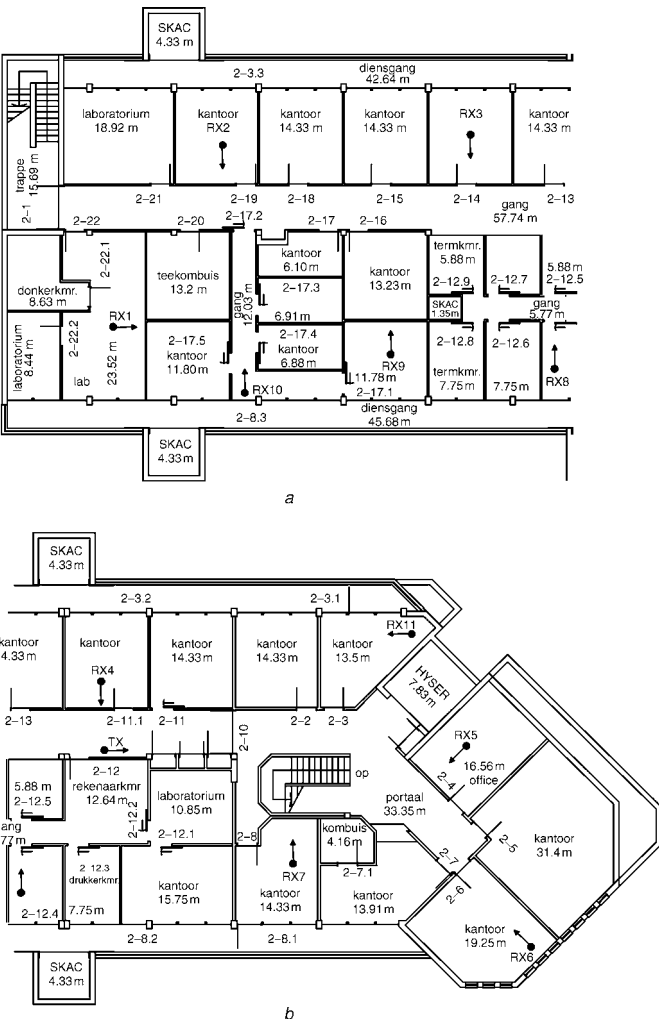 SKAC
4.33 m
2–3.3
diensgang
42.64 m
laboratorium
18.92 m
kantoor
RX2
kantoor
14.33 m
kantoor
14.33 m
RX3
kantoor
14.33 m
trappe
15.69 m
2–1
2–21
2–19
2–18
2–15
2–14
gang
57.74 m
2–13
2–22
2–20
2–17.2
2–17
2–16
2–22.1
teekombuis
13.2 m
gang
12.03 m
kantoor
6.10 m
2–17.3
6.91 m
kantoor
13.23 m
termkmr.
5.88 m
2–12.9
2–12.7
5.88 m
2–12.5
donkerkmr.
8.63 m
SKAC
1.35m
gang
5.77 m
laboratorium
8.44 m
2–22.2
RX1
23.52 m
lab
2–17.5
kantoor
11.80 m
2–17.4
kantoor
6.88 m
RX10
RX9
11.78 m
2–17.1
2–12.8
termkmr.
7.75 m
2–12.6
7.75 m
RX8
2–8.3
diensgang
45.68 m
SKAC
4.33 m
a
SKAC
4.33 m
2–3.2
2–3.1
kantoor
4.33 m
kantoor
RX4
kantoor
14.33 m
kantoor
14.33 m
kantoor
13.5 m
RX11
HYSER
7.83m
2–13
2–11.1
2–11
2–2
2–3
TX
2–10
RX5
16.56 m
office
2–4
5.88 m
2–12.5
2–12
rekenaarkmr
12.64 m
2–12.2
laboratorium
10.85 m
2–12.1
op
portaal
33.35 m
2–5
kantoor
31.4 m
ang
77 m
2–8
kombuis
4.16 m
2–7.1
2–7
2–6
2–12.4
2 12.3
drukkerkmr.
7.75 m
kantoor
15.75 m
RX7
kantoor
14.33 m
kantoor
13.91 m
kantoor
19.25 m
RX6
2–8.2
2–8.1
SKAC
4.33 m
b